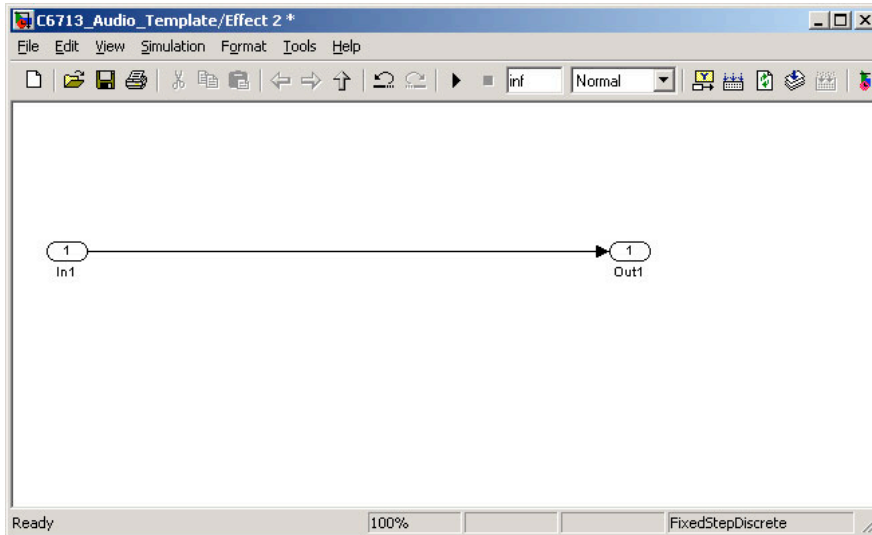 C6713_Audio_Template/Effect 2 *
File Edit View Simulation Format Tools Help
inf Normal
1 1
In1 Out1
Ready 100% FixedStepDiscrete